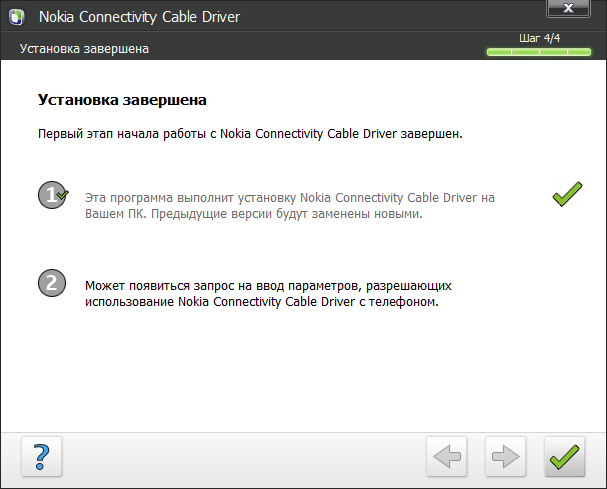 Nokia Connectivity Cable Driver
x
Установка завершена
Шаг 4/4
Установка завершена
Первый этап начала работы с Nokia Connectivity Cable Driver завершен.
1
Эта программа выполнит установку Nokia Connectivity Cable Driver на
Вашем ПК. Предыдущие версии будут заменены новыми.
2
Может появиться запрос на ввод параметров, разрешающих
использование Nokia Connectivity Cable Driver с телефоном.
?